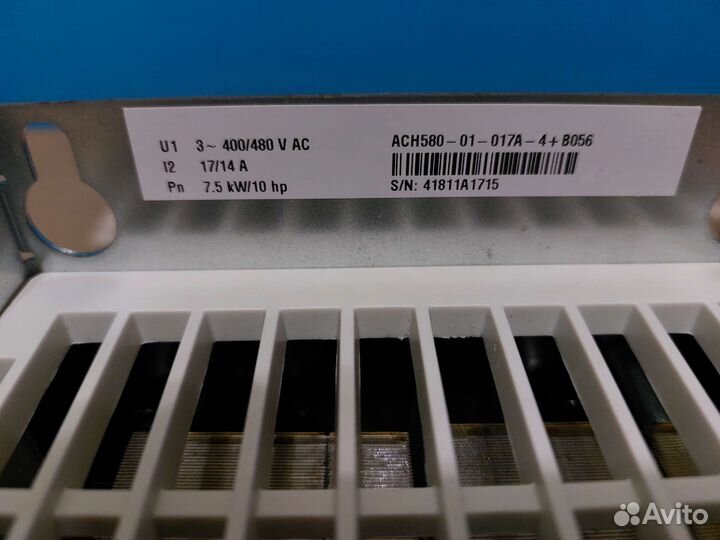 U1 3~ 400/480 V AC
I2 17/14 A
Pn 7.5 kW/10 hp
ACH580-01-017A-4+B056
S/N: 41811A1715
Avito